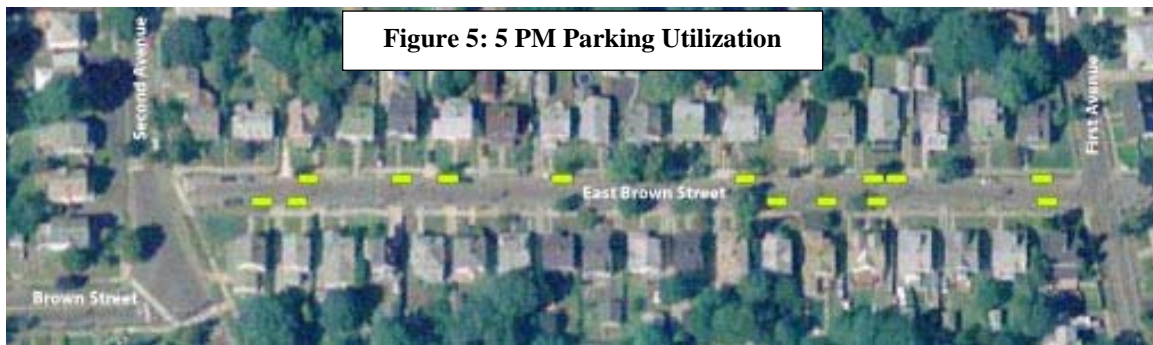 Figure 5: 5 PM Parking Utilization
Second Avenue
First Avenue
East Brown Street
Brown Street